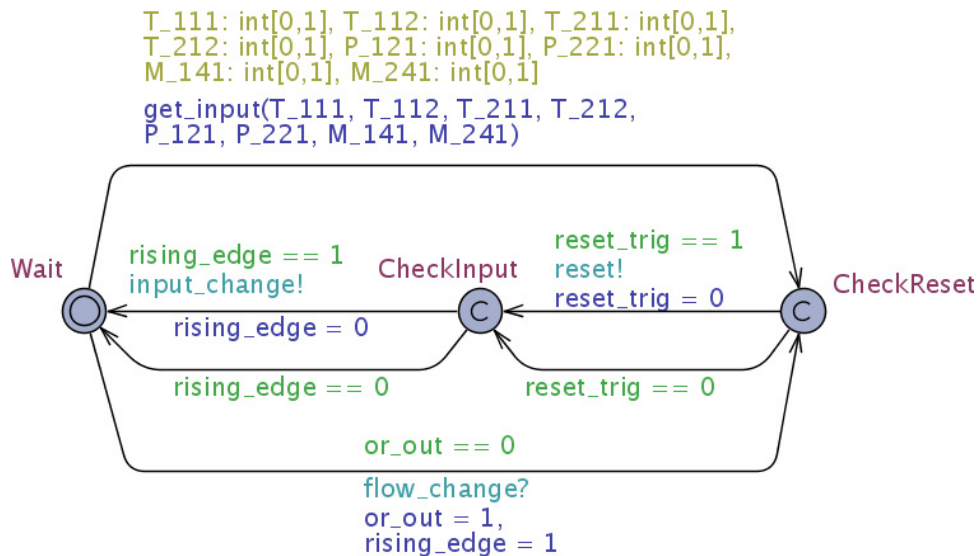 T_111: int[0,1], T_112: int[0,1], T_211: int[0,1],
T_212: int[0,1], P_121: int[0,1], P_221: int[0,1],
M_141: int[0,1], M_241: int[0,1]
get_input(T_111, T_112, T_211, T_212,
P_121, P_221, M_141, M_241)
Wait
rising_edge == 1
input_change!
rising_edge = 0
rising_edge == 0
CheckInput
C
reset_trig == 1
reset!
reset_trig = 0
reset_trig == 0
CheckReset
C
or_out == 0
flow_change?
or_out = 1,
rising_edge = 1